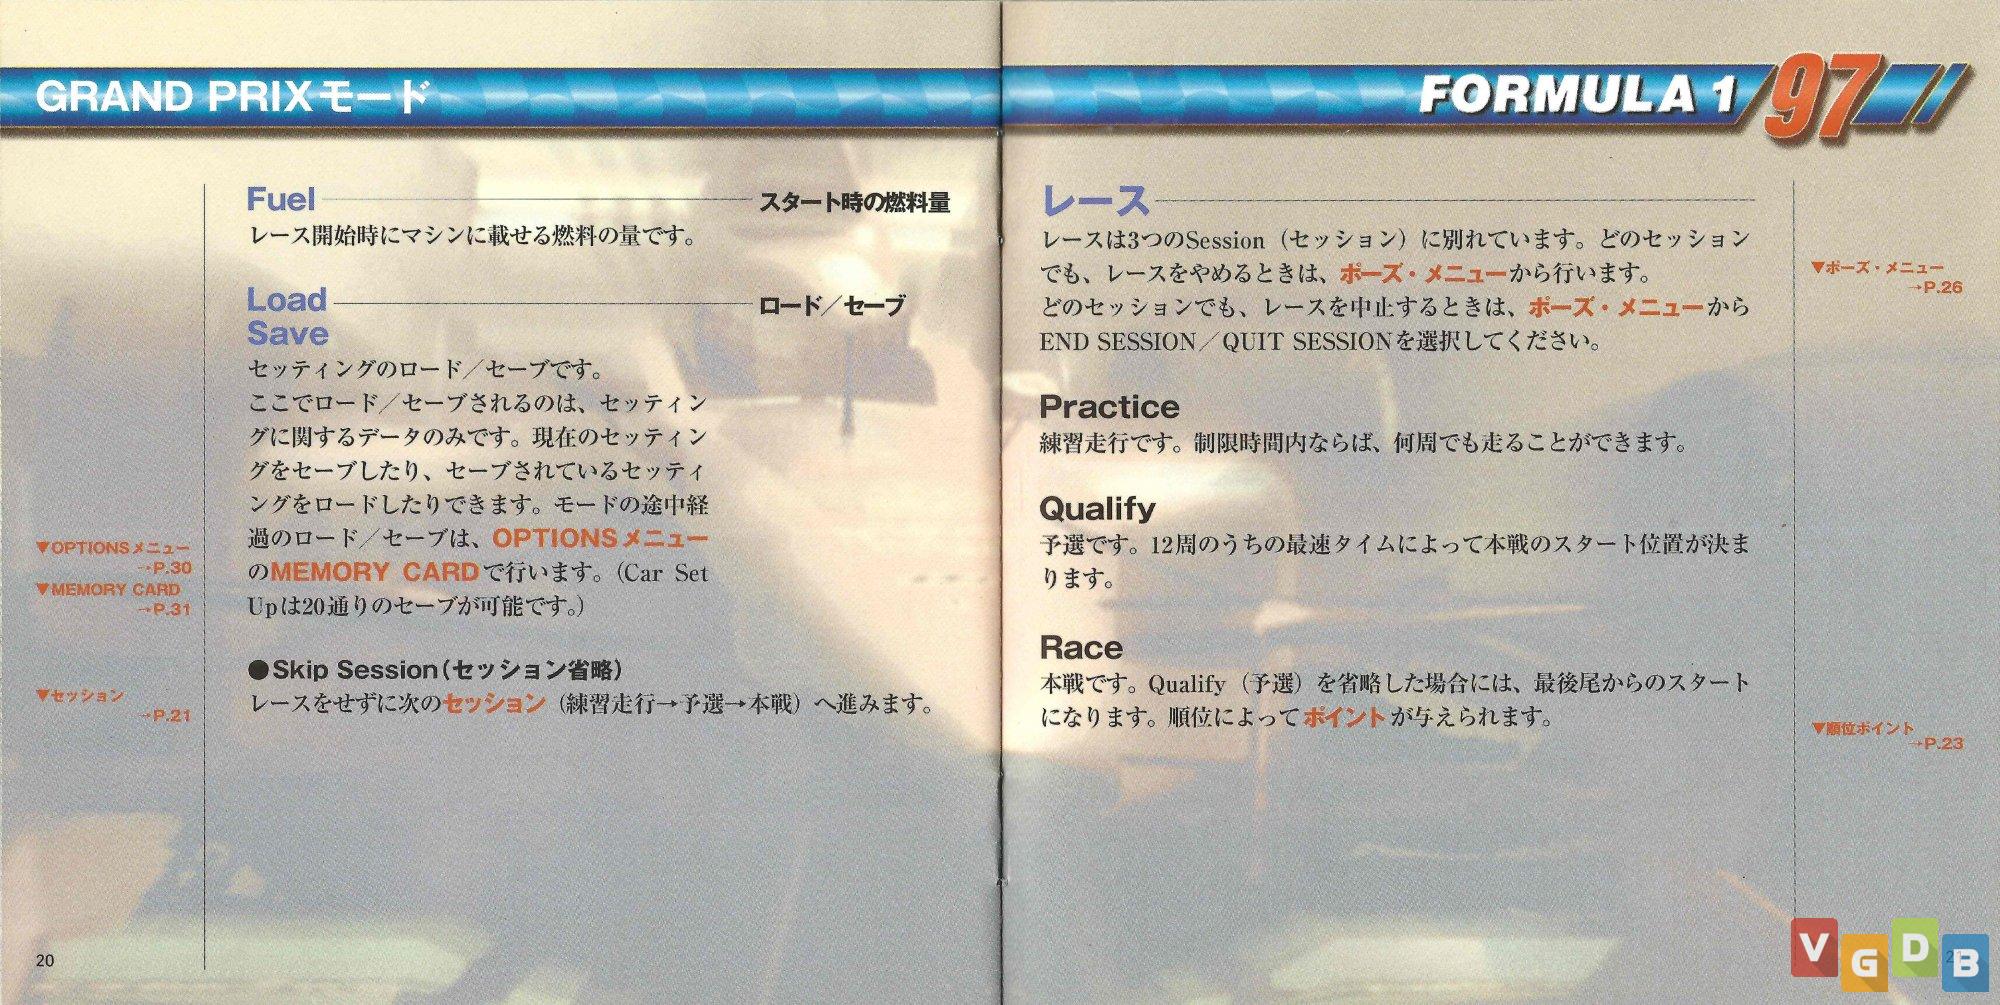 GRAND PRIXモード
Fuel
スタート時の燃料量
レース開始時にマシンに載せる燃料の量です。
Load
Save
ロード／セーブ
セッティングのロード／セーブです。
ここでロード／セーブされるのは、セッティン
グに関するデータのみです。現在のセッティン
グをセーブしたり、セーブされているセッティ
ングをロードしたりできます。モードの途中経
過のロード／セーブは、OPTIONSメニュー
のMEMORY CARDで行います。（Car Set
Upは20通りのセーブが可能です。）
▼OPTIONSメニュー
→P.30
▼MEMORY CARD
→P.31
●Skip Session（セッション省略）
レースをせずに次のセッション（練習走行→予選→本戦）へ進みます。
▼セッション
→P.21
20
FORMULA 1 97
レース
レースは3つのSession（セッション）に別れています。どのセッション
でも、レースをやめるときは、ポーズ・メニューから行います。
どのセッションでも、レースを中止するときは、ポーズ・メニューから
END SESSION／QUIT SESSIONを選択してください。
▼ポーズ・メニュー
→P.26
Practice
練習走行です。制限時間内ならば、何周でも走ることができます。
Qualify
予選です。12周のうちの最速タイムによって本戦のスタート位置が決ま
ります。
Race
本戦です。Qualify（予選）を省略した場合には、最後尾からのスタート
になります。順位によってポイントが与えられます。
▼順位ポイント
→P.23
VGDB